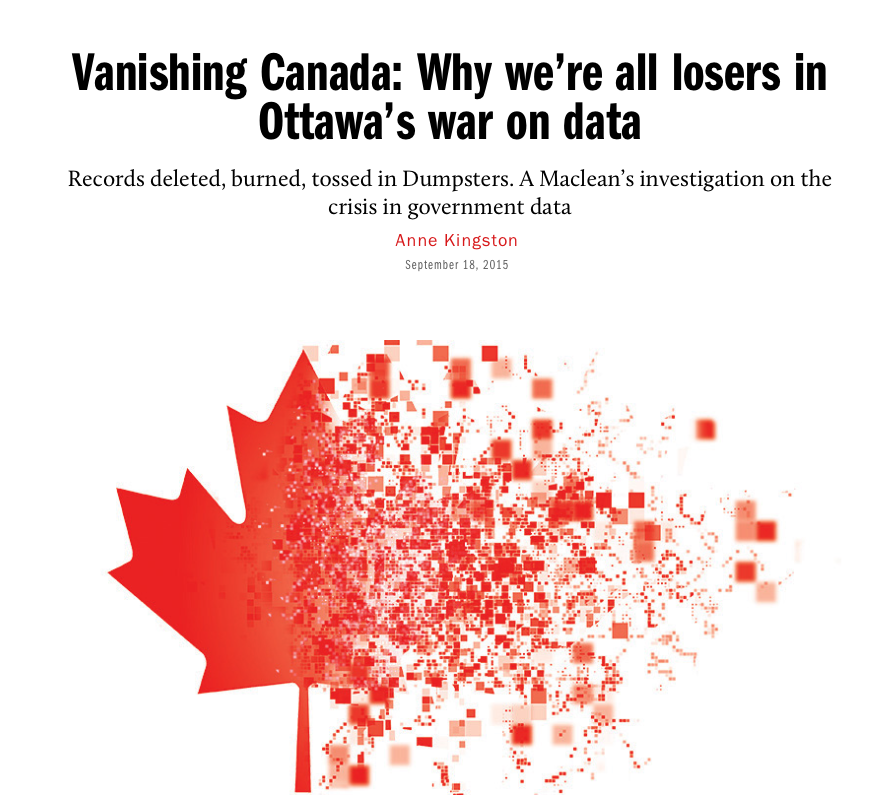 Vanishing Canada: Why we’re all losers in
Ottawa’s war on data
Records deleted, burned, tossed in Dumpsters. A Maclean’s investigation on the
crisis in government data
Anne Kingston
September 18, 2015